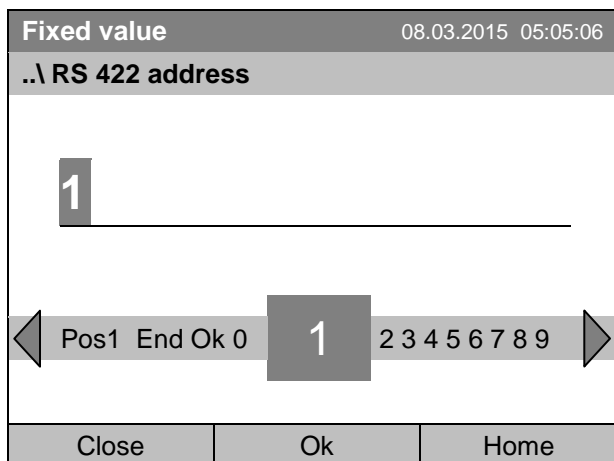 Fixed value 08.03.2015 05:05:06
..\ RS 422 address
1
Pos1 End Ok 0 1 2 3 4 5 6 7 8 9
Close Ok Home